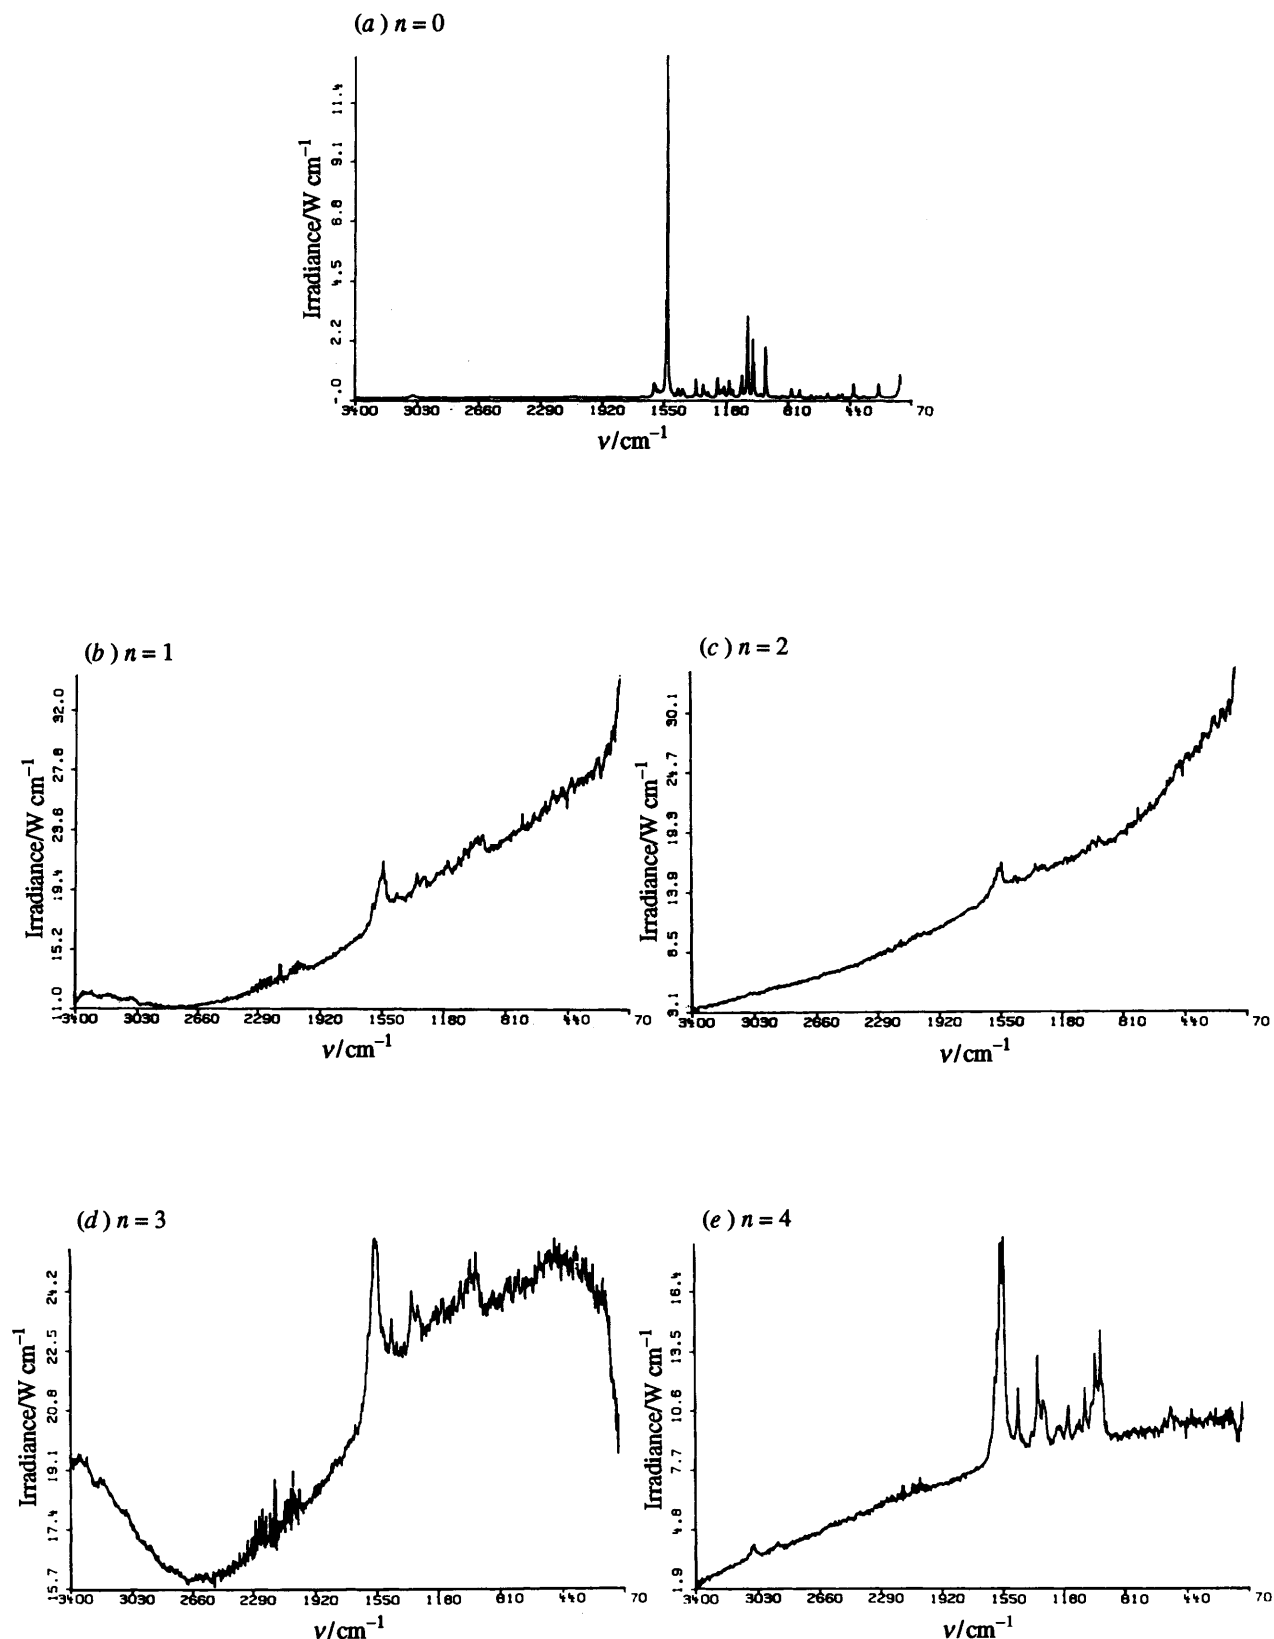 (a) n = 0
Irradiance/W cm⁻¹
11.4
9.1
6.8
4.5
2.2
-.0
3400 3030 2660 2290 1920 1550 1180 810 440 70
ν/cm⁻¹
(b) n = 1
Irradiance/W cm⁻¹
32.0
27.8
23.6
19.4
15.2
11.0
3400 3030 2660 2290 1920 1550 1180 810 440 70
ν/cm⁻¹
(c) n = 2
Irradiance/W cm⁻¹
30.1
24.7
19.3
13.9
8.5
3.1
3400 3030 2660 2290 1920 1550 1180 810 440 70
ν/cm⁻¹
(d) n = 3
Irradiance/W cm⁻¹
24.2
22.5
20.8
19.1
17.4
15.7
3400 3030 2660 2290 1920 1550 1180 810 440 70
ν/cm⁻¹
(e) n = 4
Irradiance/W cm⁻¹
16.4
13.5
10.6
7.7
4.8
1.9
3400 3030 2660 2290 1920 1550 1180 810 440 70
ν/cm⁻¹